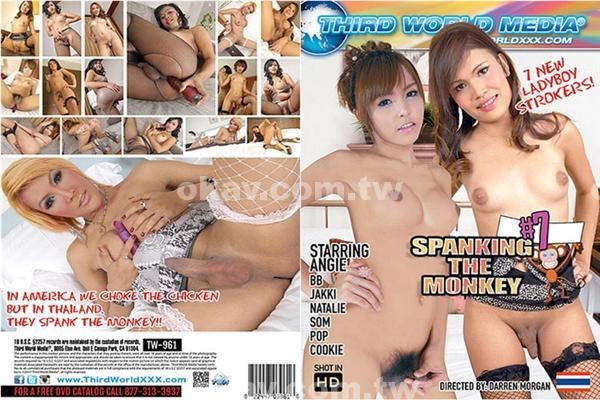 7 NEW
LADYBOY
STROKERS!
THIRD WORLD MEDIA®
WORLDXXX.COM
okav.com.tw
STARRING
ANGIE
BB
JAKKI
NATALIE
SOM
POP
COOKIE
SHOT IN
HD
#7
SPANKING
THE
MONKEY
DIRECTED BY: DARREN MORGAN
IN AMERICA WE CHOKE THE CHICKEN
BUT IN THAILAND,
THEY SPANK THE MONKEY!!
TW-961
www.ThirdWorldXXX.com
FOR A FREE DVD CATALOG CALL 877-313-3937
okav.com.tw